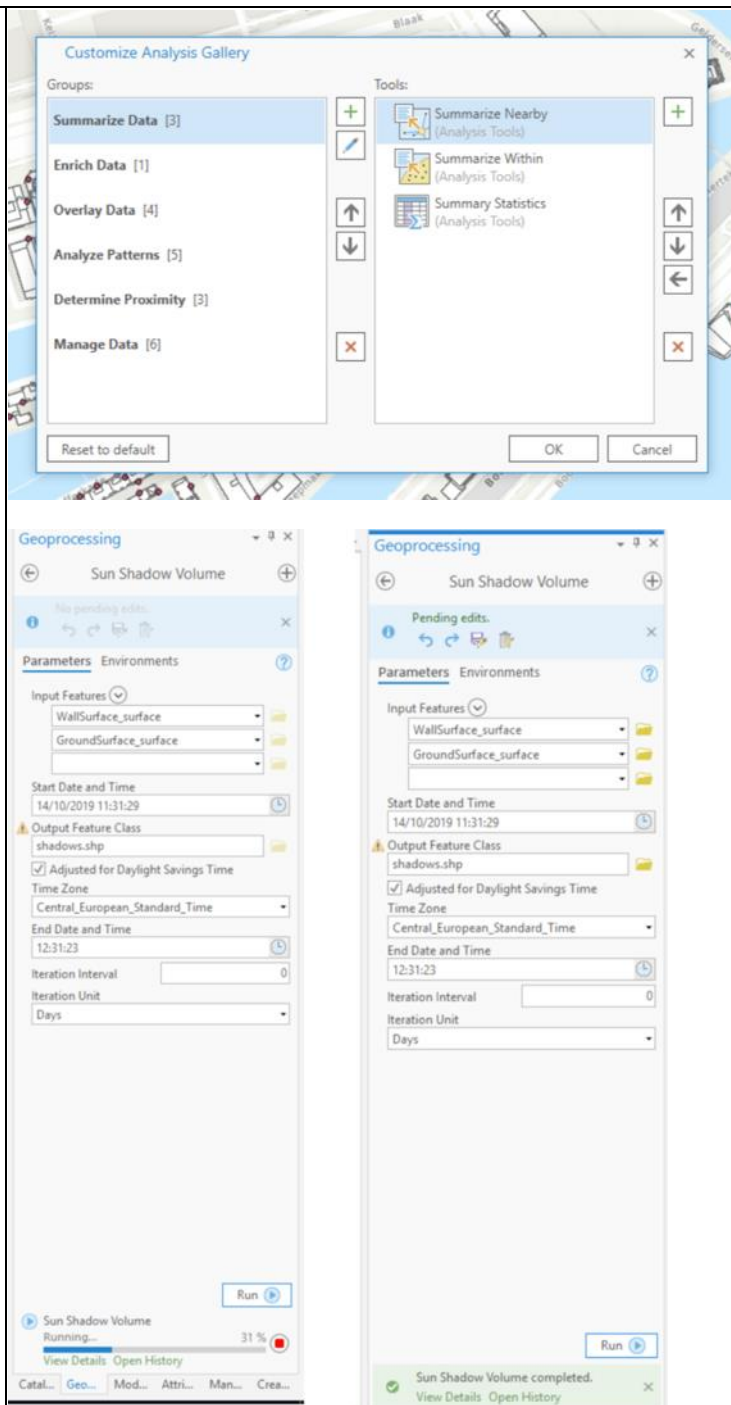 Blaak
Customize Analysis Gallery
Groups:
Tools:
Summarize Data [3]
Enrich Data [1]
Overlay Data [4]
Analyze Patterns [5]
Determine Proximity [3]
Manage Data [6]
Summarize Nearby
(Analysis Tools)
Summarize Within
(Analysis Tools)
Summary Statistics
(Analysis Tools)
Reset to default
OK
Cancel
Geoprocessing
Sun Shadow Volume
No pending edits.
Parameters Environments
Input Features
WallSurface_surface
GroundSurface_surface
Start Date and Time
14/10/2019 11:31:29
Output Feature Class
shadows.shp
Adjusted for Daylight Savings Time
Time Zone
Central_European_Standard_Time
End Date and Time
12:31:23
Iteration Interval 0
Iteration Unit
Days
Run
Sun Shadow Volume
Running... 31 %
View Details Open History
Catal... Geo... Mod... Attri... Man... Crea...
Geoprocessing
Sun Shadow Volume
Pending edits.
Parameters Environments
Input Features
WallSurface_surface
GroundSurface_surface
Start Date and Time
14/10/2019 11:31:29
Output Feature Class
shadows.shp
Adjusted for Daylight Savings Time
Time Zone
Central_European_Standard_Time
End Date and Time
12:31:23
Iteration Interval 0
Iteration Unit
Days
Run
Sun Shadow Volume completed.
View Details Open History